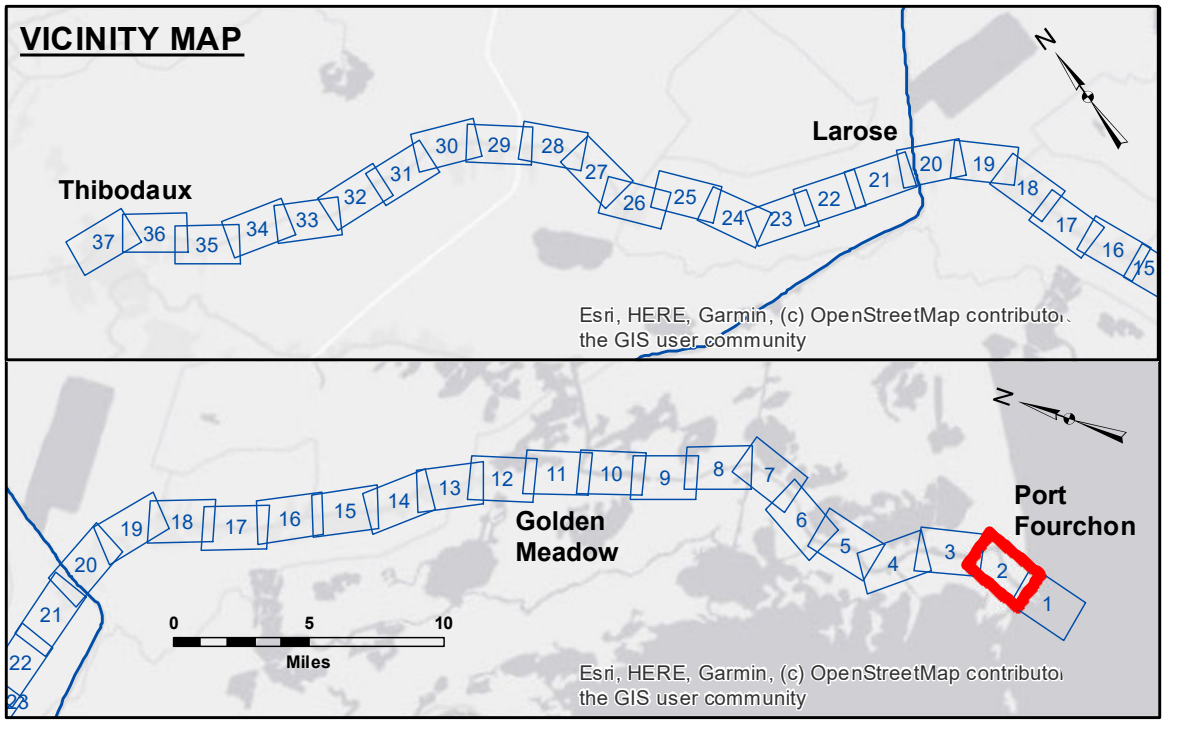 VICINITY MAP
N
Larose
Thibodaux
37 36 35 34 33 32 31 30 29 28 27 26 25 24 23 22 21 20 19 18 17 16 15
Esri, HERE, Garmin, (c) OpenStreetMap
the GIS user community
N
Port
Fourchon
Golden
Meadow
23 22 21 20 19 18 17 16 15 14 13 12 11 10 9 8 7 6 5 4 3 2 1
0 5 10
Miles
Esri, HERE, Garmin, (c) OpenStreetMap
the GIS user community